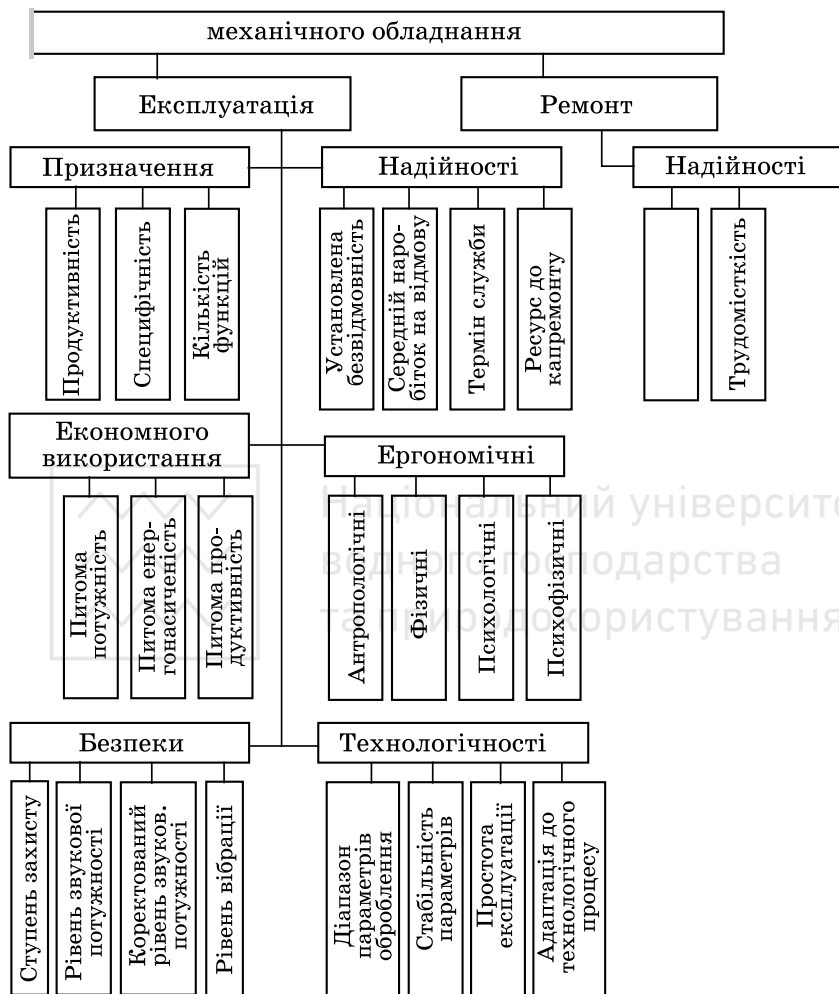 механічного обладнання
Експлуатація
Ремонт
Призначення
Надійності
Надійності
Продуктивність
Специфічність
Кількість
функцій
Установлена
безвідмовність
Середній наро-
біток на відмову
Термін служби
Ресурс до
капремонту
Трудомісткість
Економного
використання
Ергономічні
Питома
потужність
Питома енер-
гонасиченість
Питома про-
дуктивність
Антропологічні
Фізичні
Психологічні
Психофізичні
Національний університе
водного господарства
та природокористування
Безпеки
Технологічності
Ступень захисту
Рівень звукової
потужності
Коректований
рівень звуков.
потужності
Рівень вібрації
Діапазон
параметрів
оброблення
Стабільність
параметрів
Простота
експлуатації
Адаптація до
технологічного
процесу